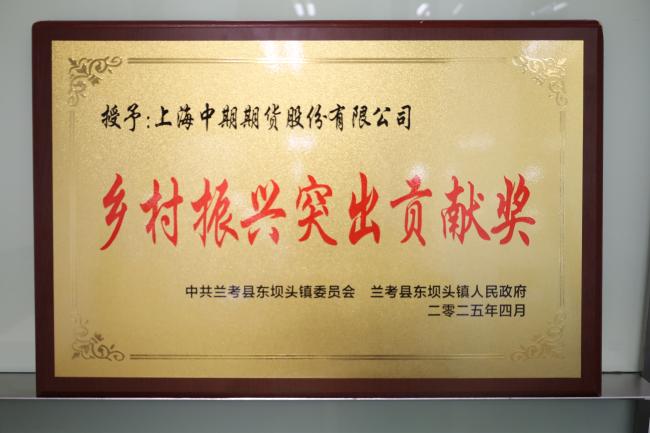 授予:上海中期期货股份有限公司
乡村振兴突出贡献奖
中共兰考县东坝头镇委员会 兰考县东坝头镇人民政府
二零二五年四月